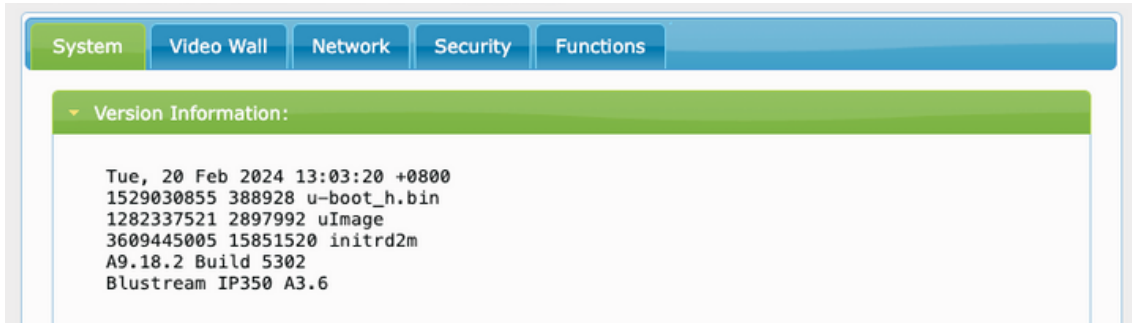 System Video Wall Network Security Functions
Version Information:
Tue, 20 Feb 2024 13:03:20 +0800
1529030855 388928 u-boot_h.bin
1282337521 2897992 uImage
3609445005 15851520 initrd2m
A9.18.2 Build 5302
Blustream IP350 A3.6